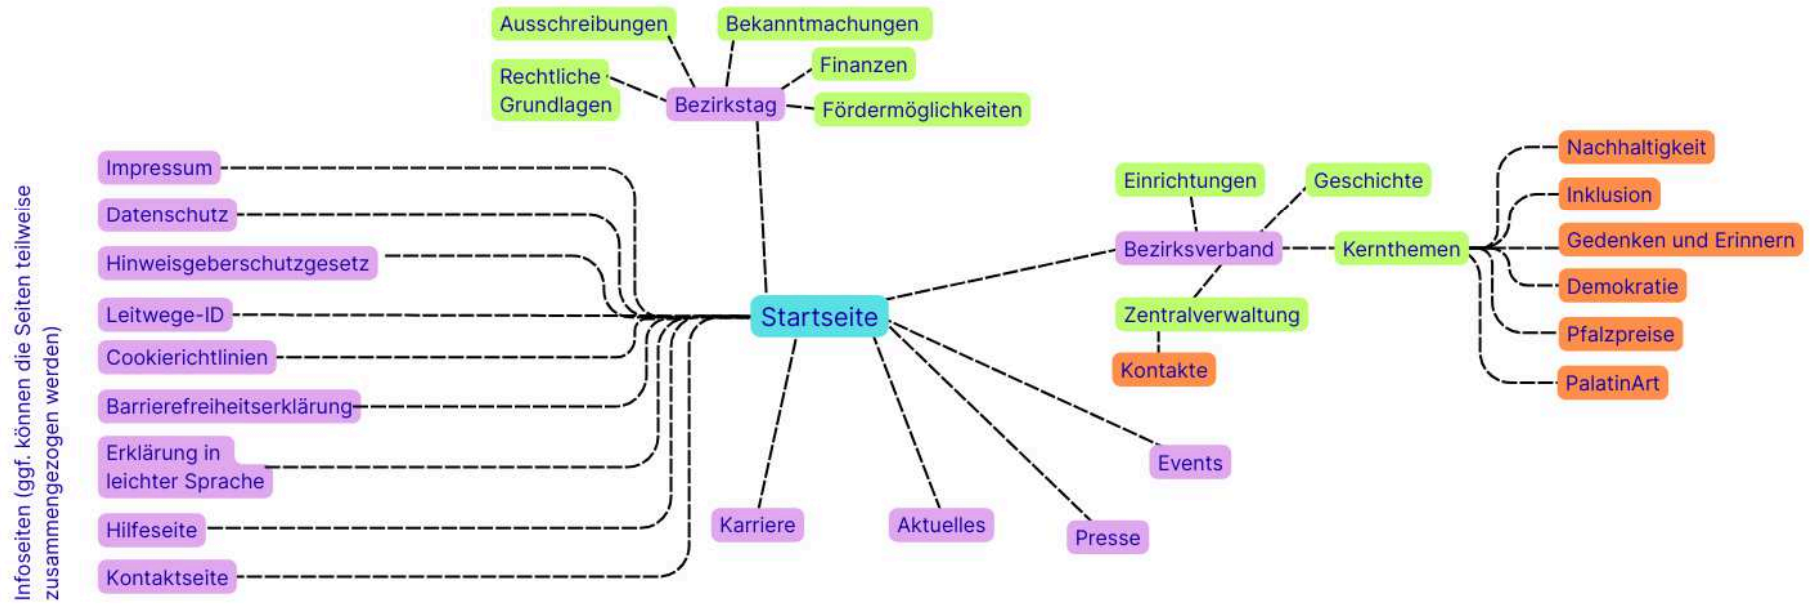 Ausschreibungen
Bekanntmachungen
Rechtliche
Grundlagen
Finanzen
Bezirkstag
Fördermöglichkeiten
Infoseiten (ggf. können die Seiten teilweise
zusammengezogen werden)
Impressum
Datenschutz
Hinweisgeberschutzgesetz
Leitwege-ID
Cookierichtlinien
Barrierefreiheitserklärung
Erklärung in
leichter Sprache
Hilfeseite
Kontaktseite
Startseite
Einrichtungen
Geschichte
Bezirksverband
Kernthemen
Zentralverwaltung
Kontakte
Nachhaltigkeit
Inklusion
Gedenken und Erinnern
Demokratie
Pfalzpreise
PalatinArt
Karriere
Aktuelles
Presse
Events